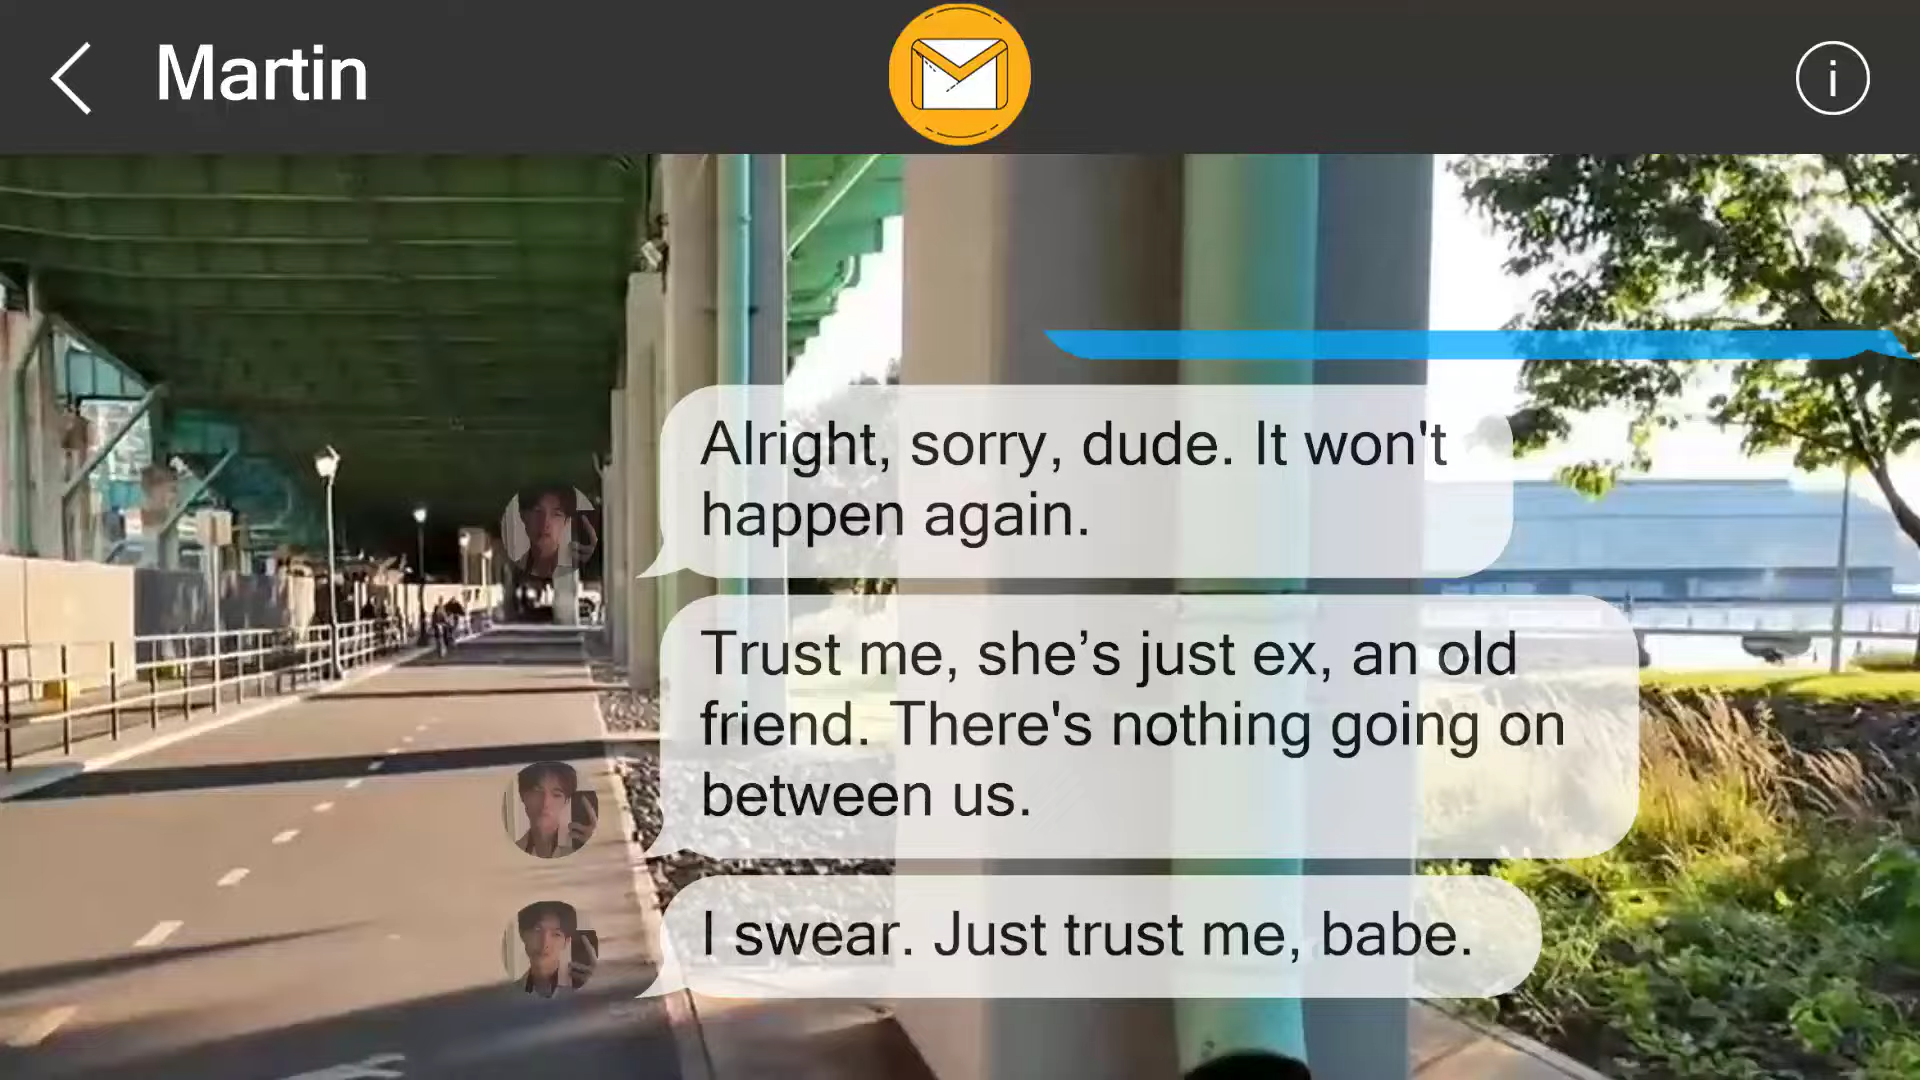 Martin
i
Alright, sorry, dude. It won't
happen again.
Trust me, she’s just ex, an old
friend. There's nothing going on
between us.
I swear. Just trust me, babe.